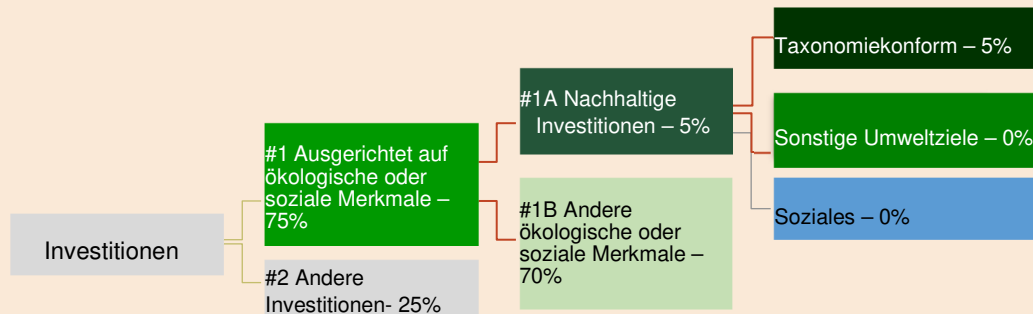 Investitionen
#1 Ausgerichtet auf
ökologische oder
soziale Merkmale –
75%
#2 Andere
Investitionen- 25%
#1A Nachhaltige
Investitionen – 5%
#1B Andere
ökologische oder
soziale Merkmale –
70%
Taxonomiekonform – 5%
Sonstige Umweltziele – 0%
Soziales – 0%